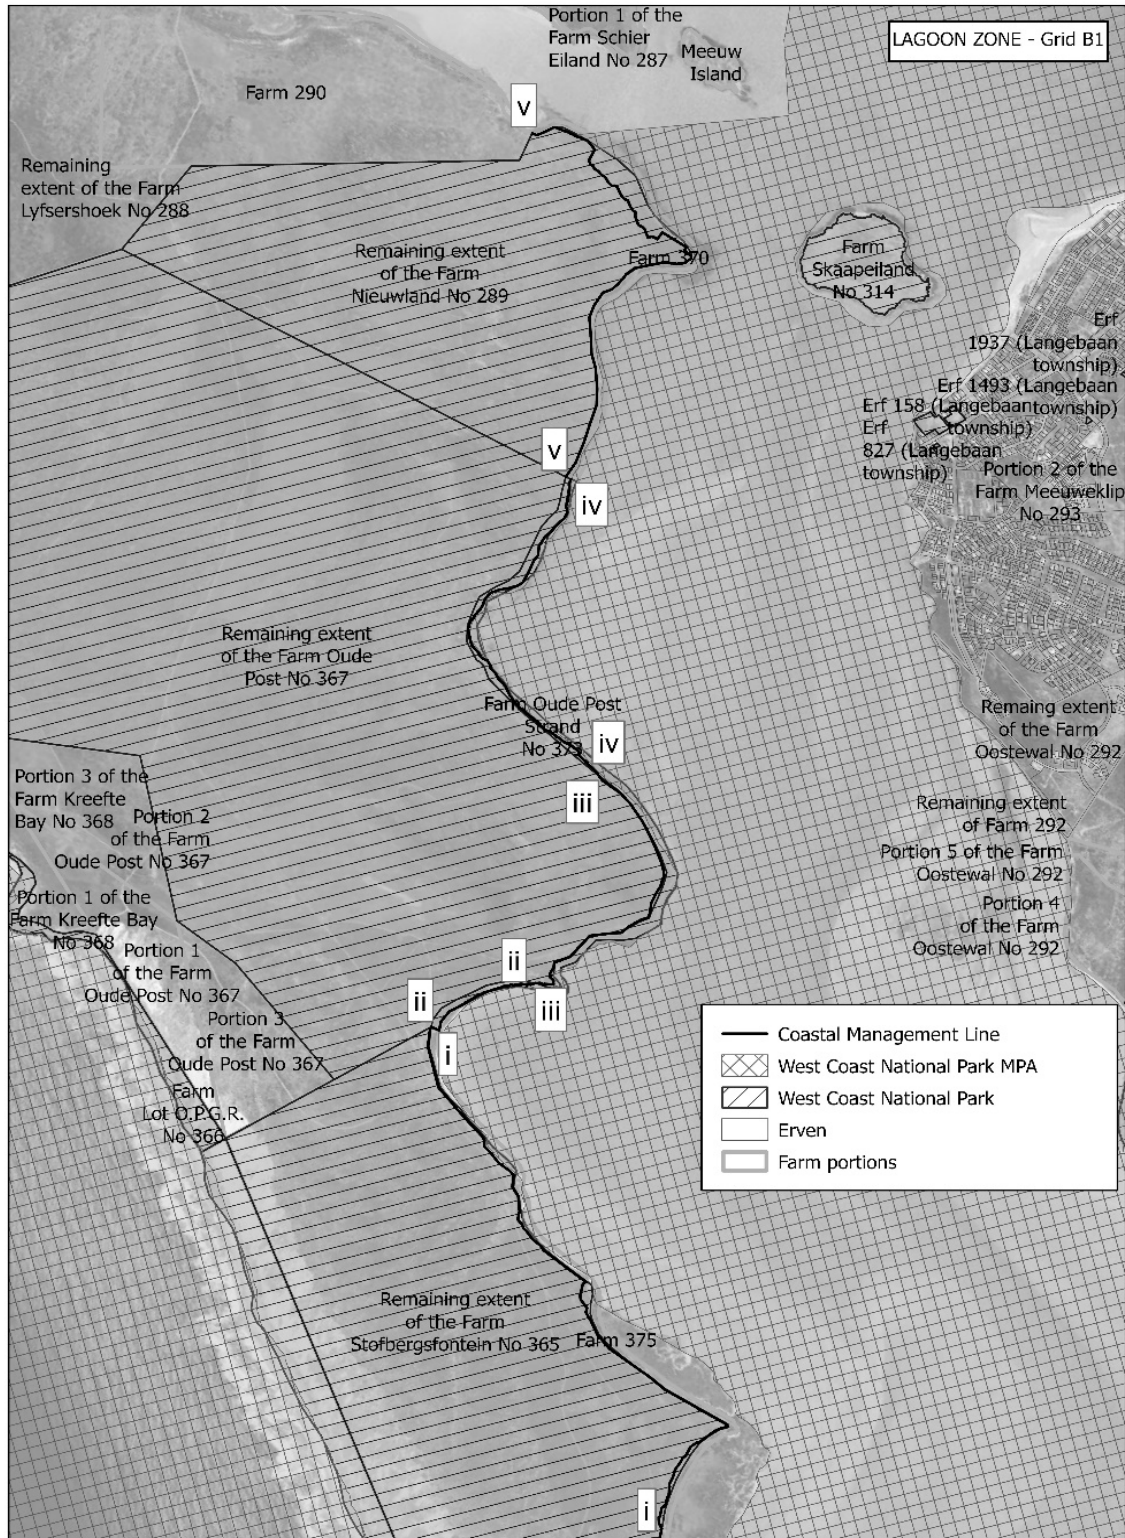 LAGOON ZONE - Grid B1
Portion 1 of the
Farm Schier
Eiland No 287
Meeuw
Island
Farm 290
v
Remaining
extent of the Farm
Lyfsershoek No 288
Remaining extent
of the Farm
Nieuwland No 289
Farm 370
Farm
Skaapeiland
No 314
Erf
1937 (Langebaan
township)
Erf 1493 (Langebaan
township)
Erf 158 (Langebaan
township)
Erf
827 (Langebaan
township)
Portion 2 of the
Farm Meeuweklip
No 293
v
iv
Remaining extent
of the Farm Oude
Post No 367
Farm Oude Post
Strand
No 373
iv
iii
Remaing extent
of the Farm
Oostewal No 292
Portion 3 of the
Farm Kreefte
Bay No 368
Portion 2
of the Farm
Oude Post No 367
Remaining extent
of Farm 292
Portion 5 of the Farm
Oostewal No 292
Portion 4
of the Farm
Oostewal No 292
Portion 1 of the
Farm Kreefte Bay
No 368
Portion 1
of the Farm
Oude Post No 367
ii
ii
iii
i
Portion 3
of the Farm
Oude Post No 367
Farm
Lot O.P.G.R.
No 366
Coastal Management Line
West Coast National Park MPA
West Coast National Park
Erven
Farm portions
Remaining extent
of the Farm
Stofbergsfontein No 365
Farm 375
i